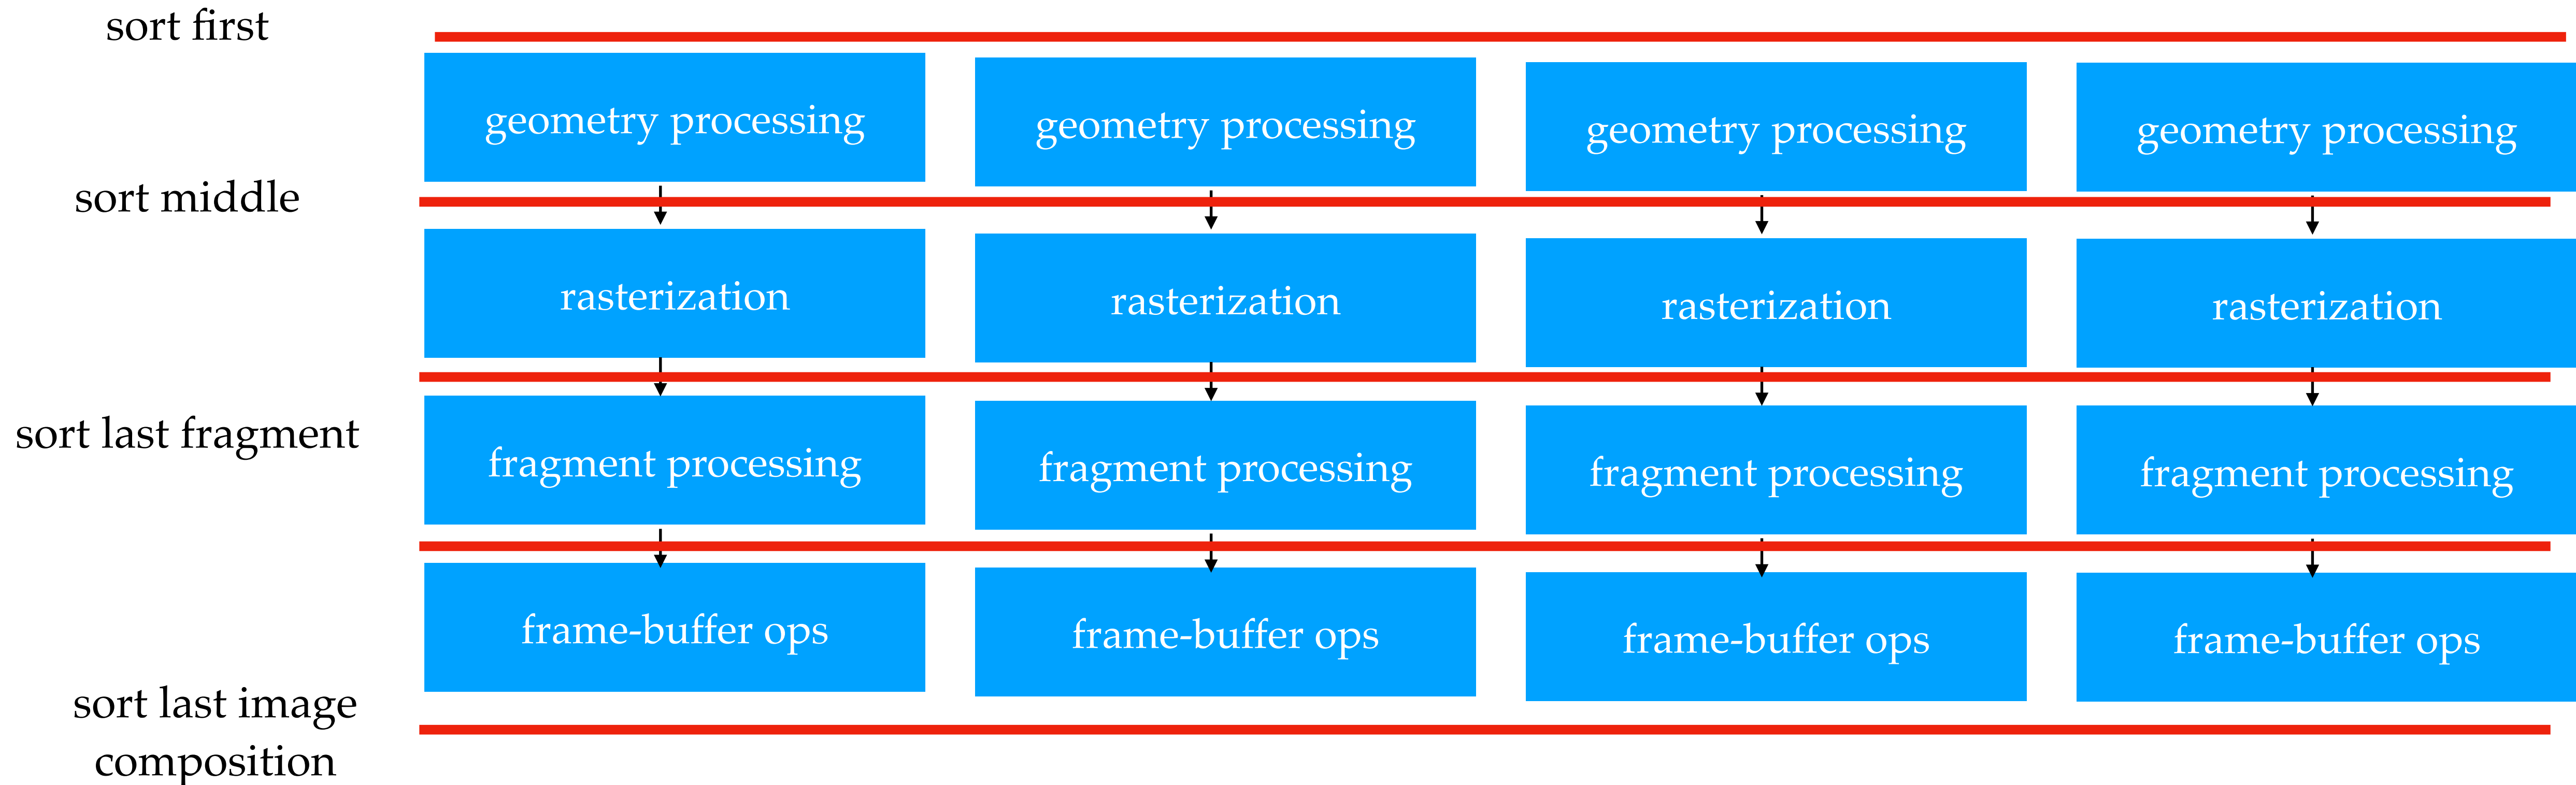 sort first
geometry processing
geometry processing
geometry processing
geometry processing
sort middle
rasterization
rasterization
rasterization
rasterization
sort last fragment
fragment processing
fragment processing
fragment processing
fragment processing
frame-buffer ops
frame-buffer ops
frame-buffer ops
frame-buffer ops
sort last image
composition